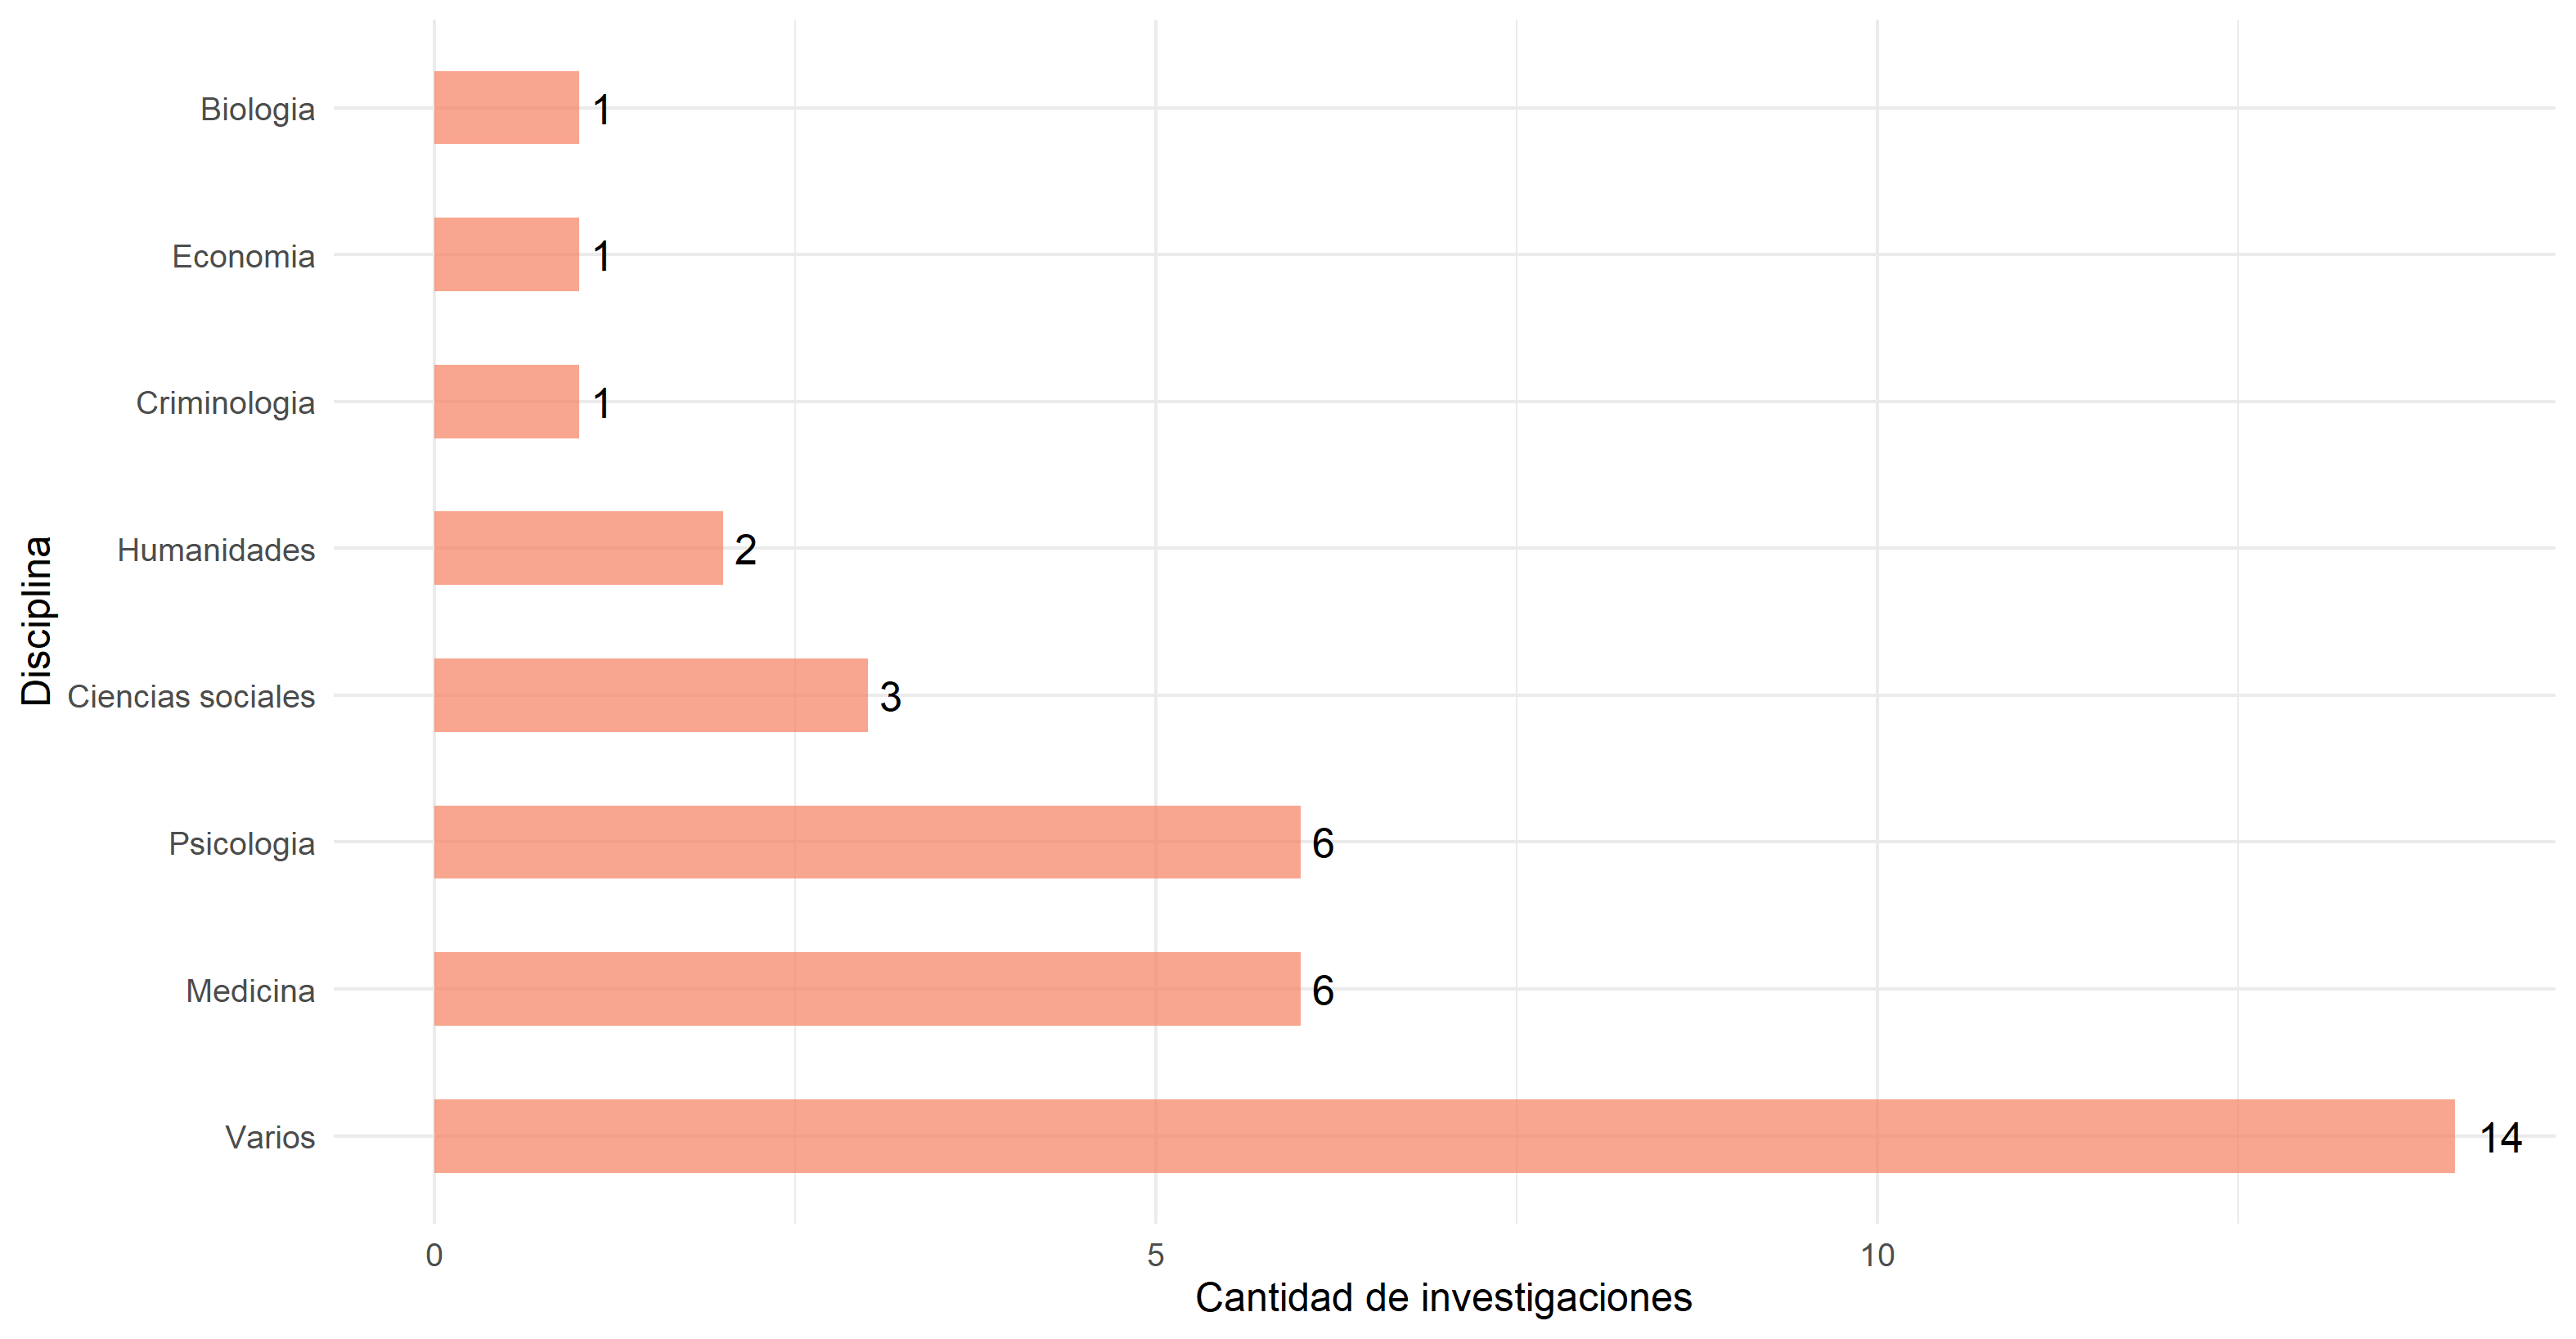 Disciplina
Biologia 1
Economia 1
Criminologia 1
Humanidades 2
Ciencias sociales 3
Psicologia 6
Medicina 6
Varios 14
0 5 10
Cantidad de investigaciones